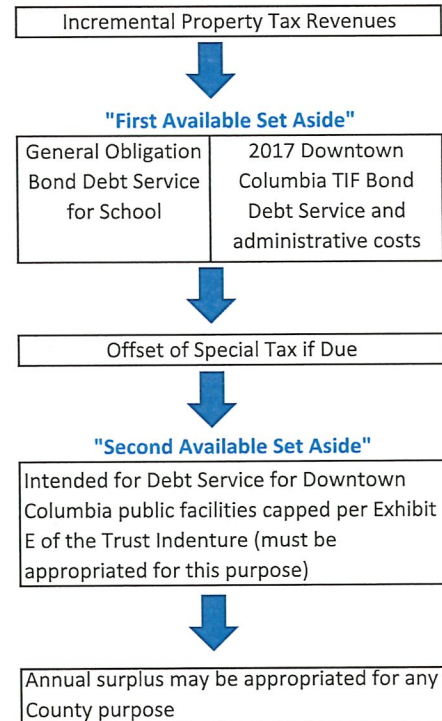 Incremental Property Tax Revenues
"First Available Set Aside"
General Obligation
Bond Debt Service
for School
2017 Downtown
Columbia TIF Bond
Debt Service and
administrative costs
Offset of Special Tax if Due
"Second Available Set Aside"
Intended for Debt Service for Downtown
Columbia public facilities capped per Exhibit
E of the Trust Indenture (must be
appropriated for this purpose)
Annual surplus may be appropriated for any
County purpose